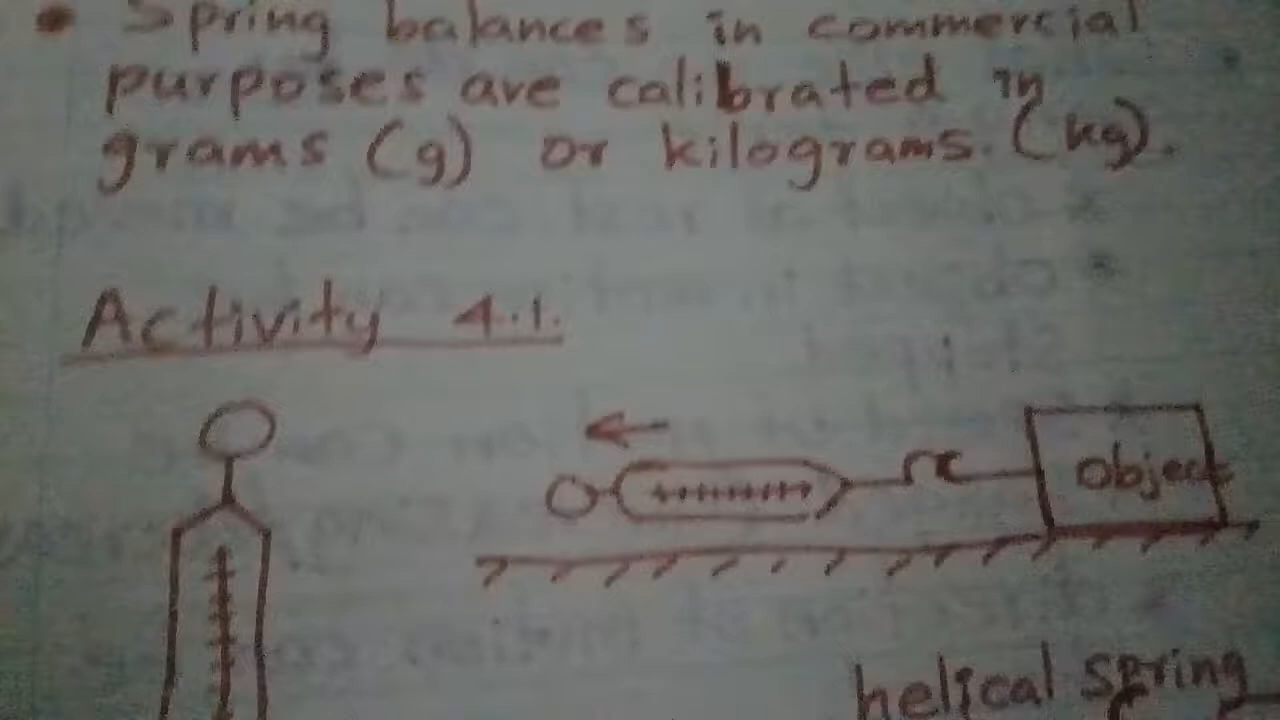 • Spring balances in commercial
purposes are calibrated in
grams (g) or kilograms. (kg).
Activity 4.1.
Object
helical spring